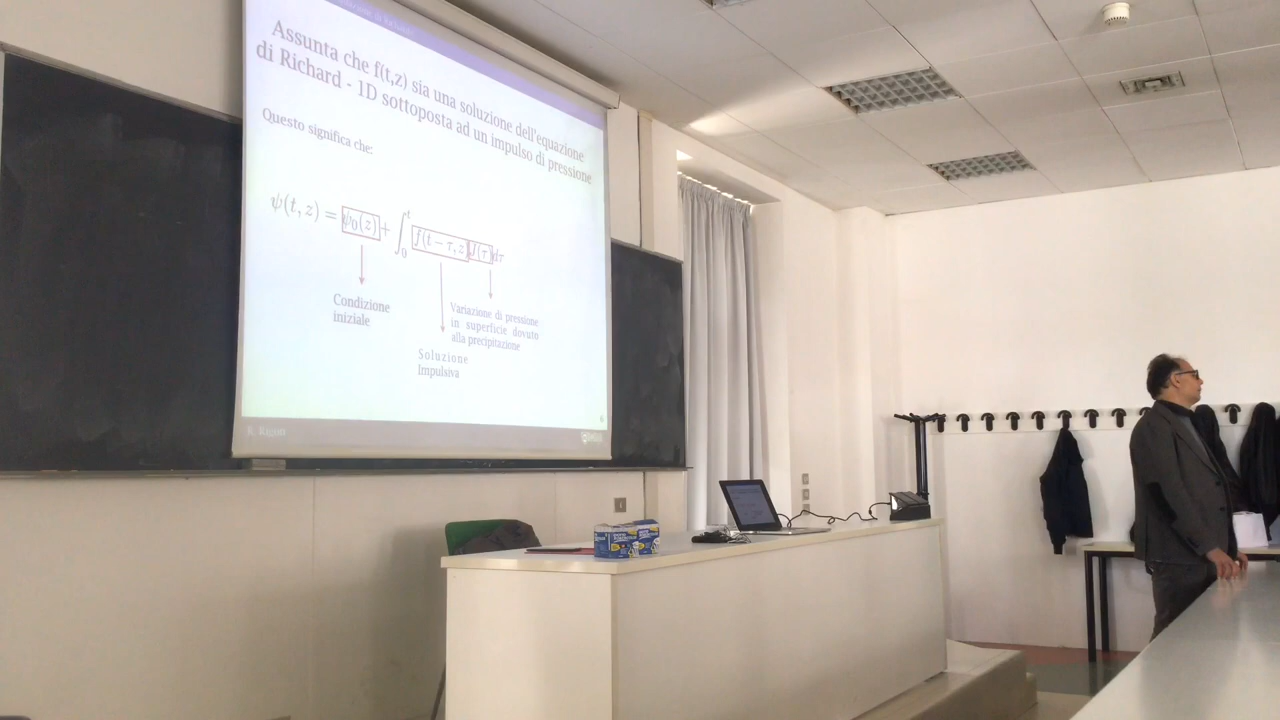 Assunta che f(t,z) sia una soluzione dell'equazione
di Richard - 1D sottoposta ad un impulso di pressione
Questo significa che:
ψ(t, z) = ψ₀(z) + ∫₀ᵗ f(t − τ, z) J(τ) dτ
Condizione
iniziale
Variazione di pressione
in superficie dovuto
alla precipitazione
Soluzione
Impulsiva
R. Rigon